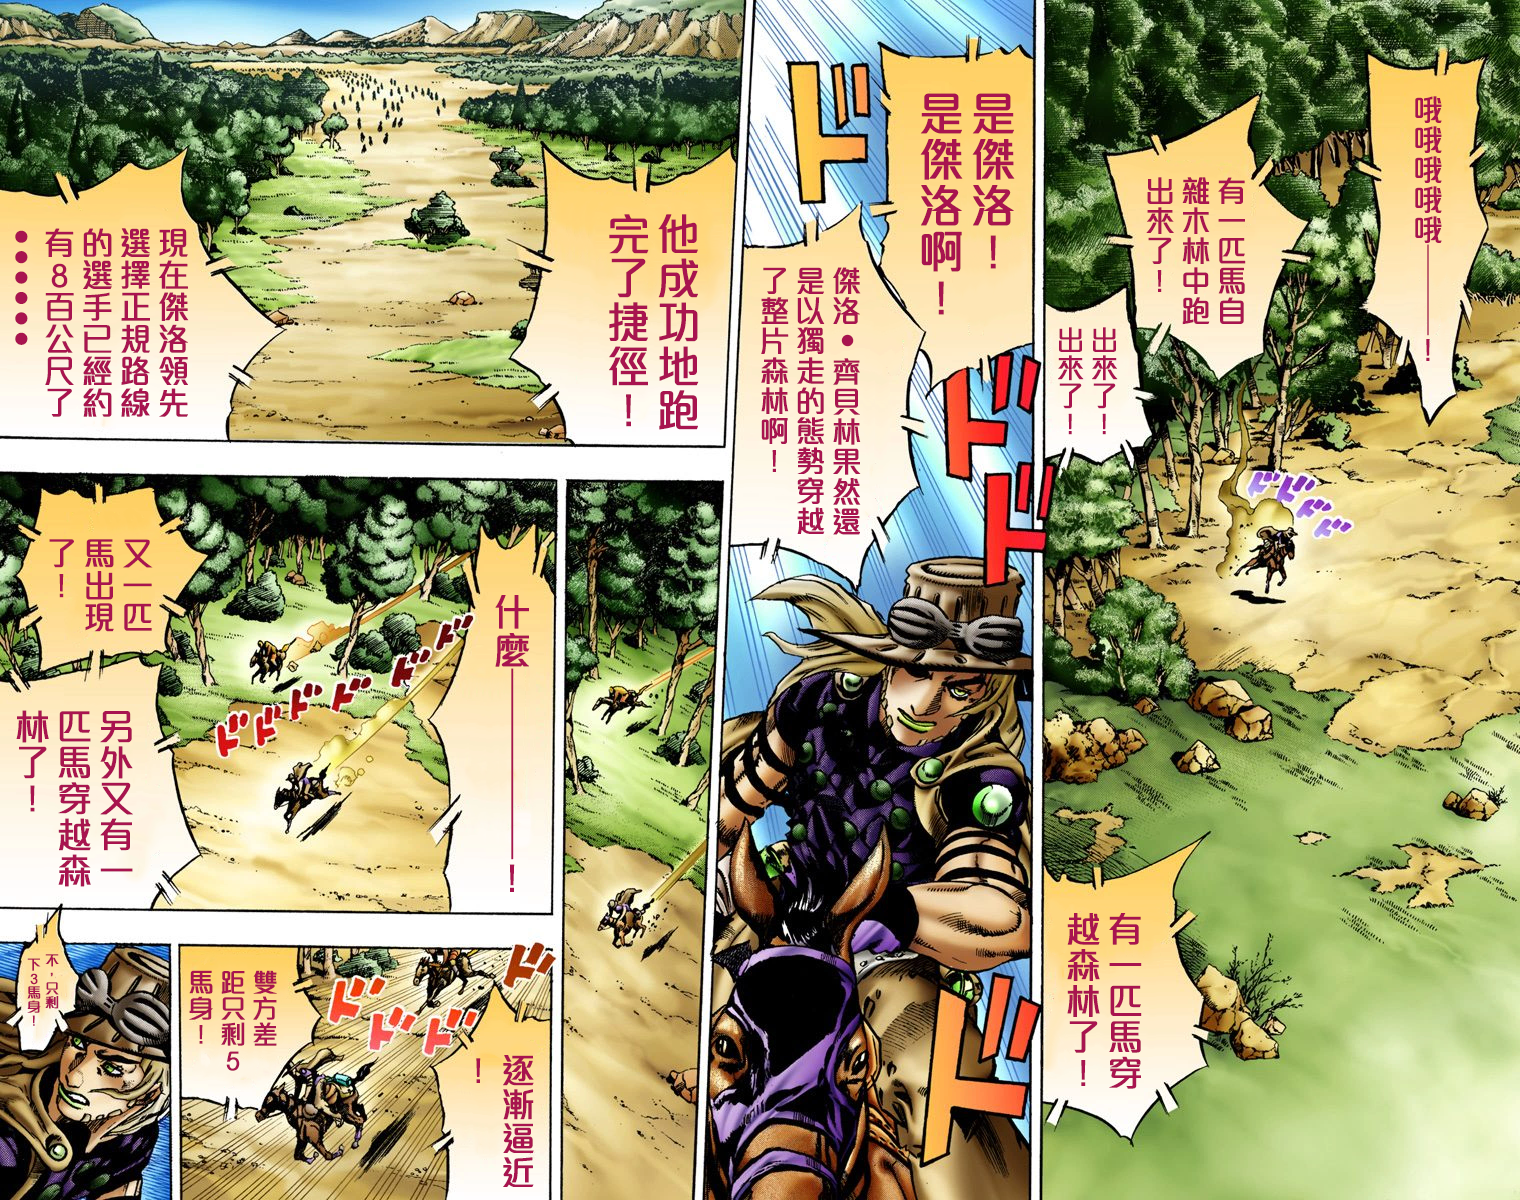 哦哦哦哦哦——！
有一匹馬自
雜木林中跑
出來了！
出來了！
出來了！
ドドドド
有一匹馬穿
越森林了！
是傑洛！
是傑洛啊！
ド
ド
ド
ド
傑洛•齊貝林果然還
是以獨走的態勢穿越
了整片森林啊！
他成功地跑
完了捷徑！
現在傑洛領先
選擇正規路線
的選手已經約
有8百公尺了
••••••
什麼——！
ドドドドドドド
又一匹
馬出現
了！
另外又有一
匹馬穿越森
林了！
逐漸逼近
！
ド
ドドド
雙方差
距只剩5
馬身！
不，只剩
下3馬身！